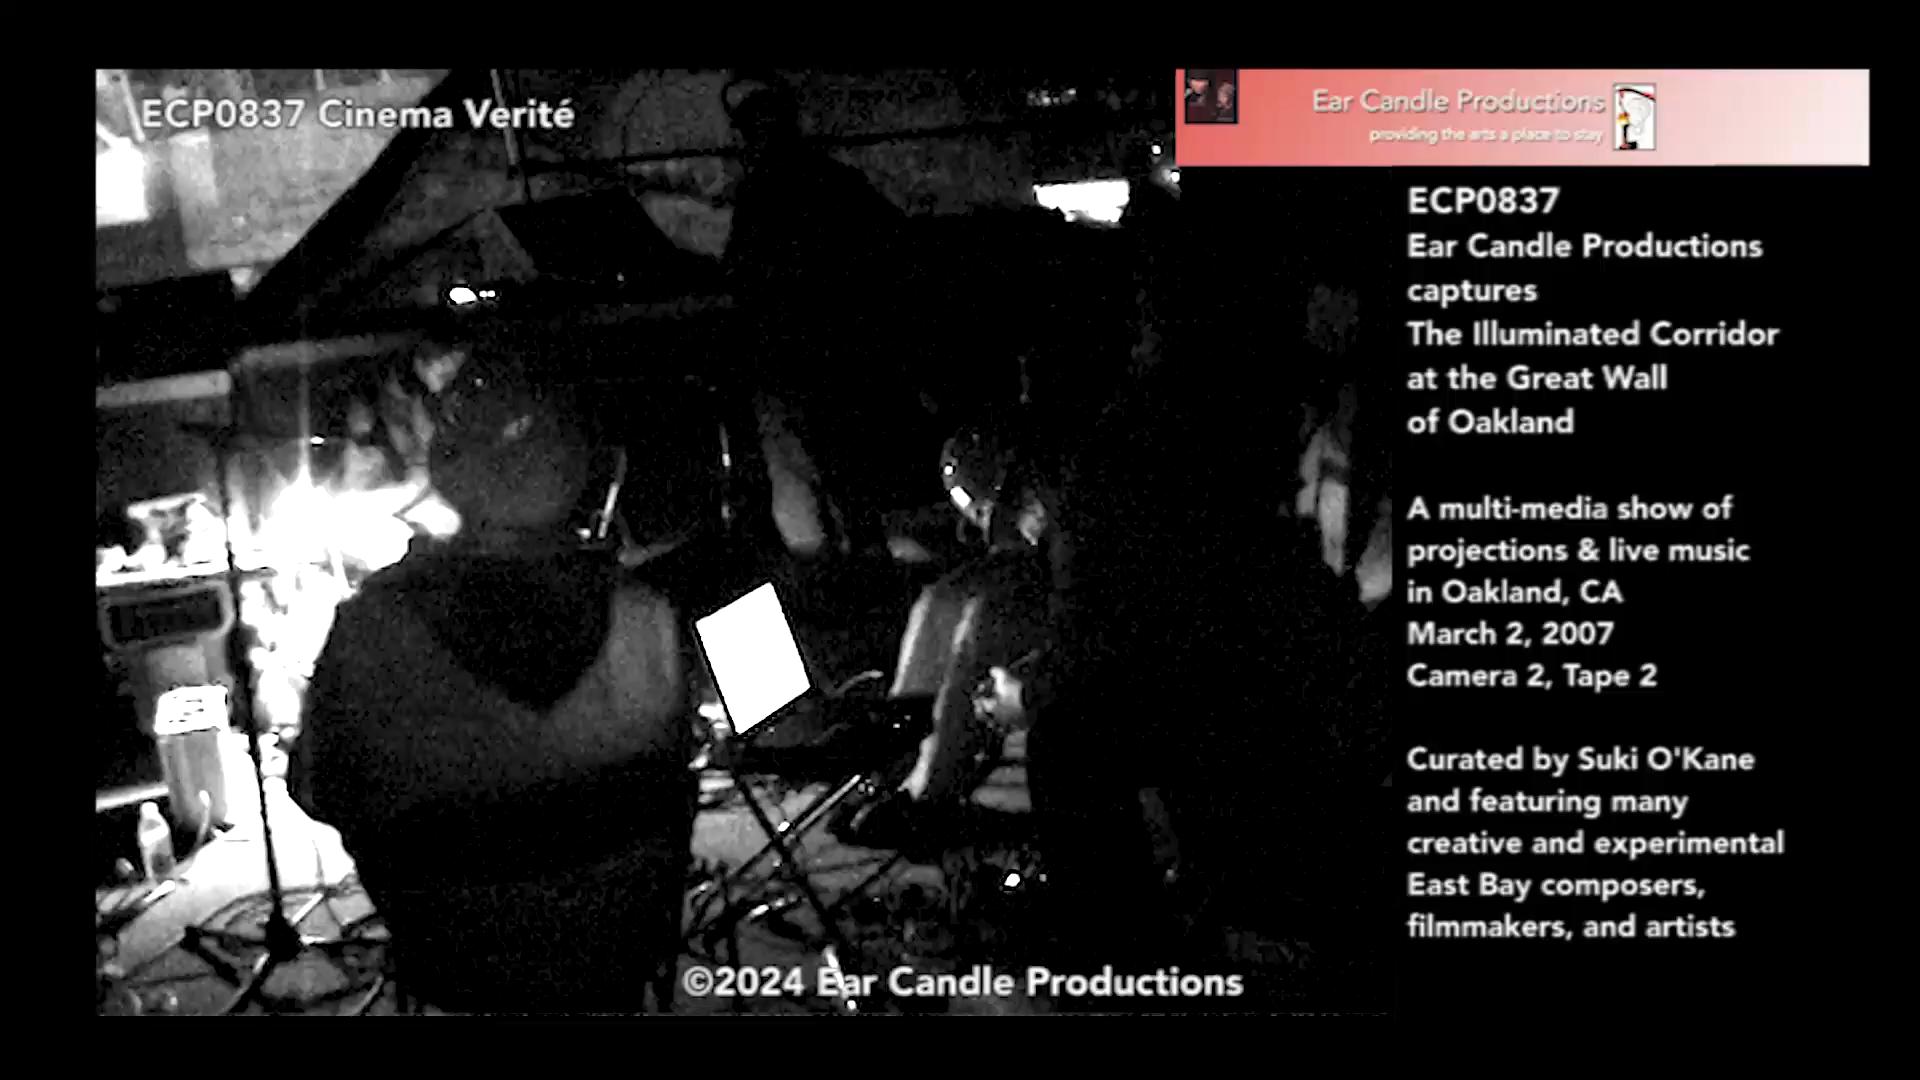 ECP0837 Cinema Verité
Ear Candle Productions
providing the arts a place to stay
ECP0837
Ear Candle Productions
captures
The Illuminated Corridor
at the Great Wall
of Oakland
A multi-media show of
projections & live music
in Oakland, CA
March 2, 2007
Camera 2, Tape 2
Curated by Suki O'Kane
and featuring many
creative and experimental
East Bay composers,
filmmakers, and artists
©2024 Ear Candle Productions